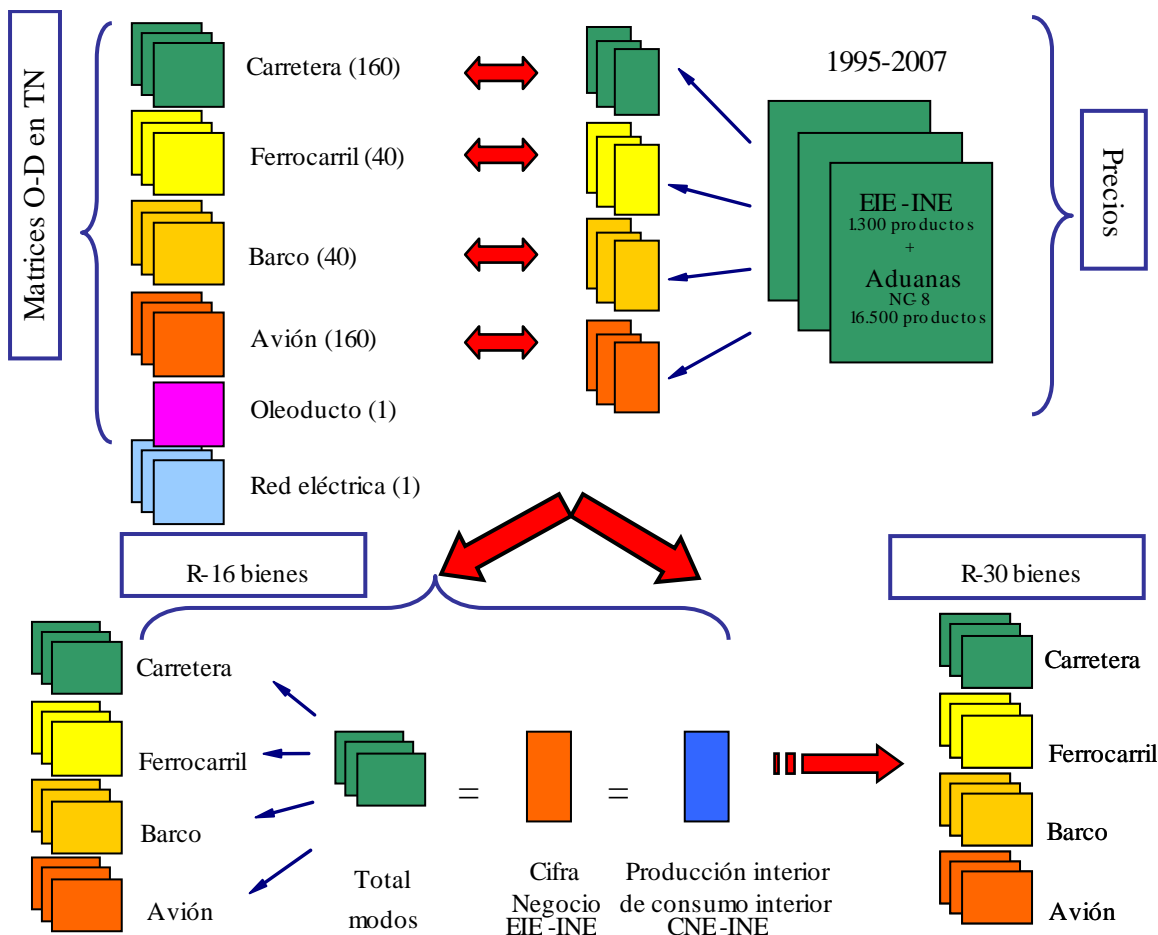 Matrices O-D en TN
Carretera (160)
Ferrocarril (40)
Barco (40)
Avión (160)
Oleoducto (1)
Red eléctrica (1)
1995-2007
EIE-INE
1.300 productos
+
Aduanas
NC-8
16.500 productos
Precios
R-16 bienes
R-30 bienes
Carretera
Ferrocarril
Barco
Avión
Total
modos
=
Cifra
Negocio
EIE-INE
=
Producción interior
de consumo interior
CNE-INE
Carretera
Ferrocarril
Barco
Avión